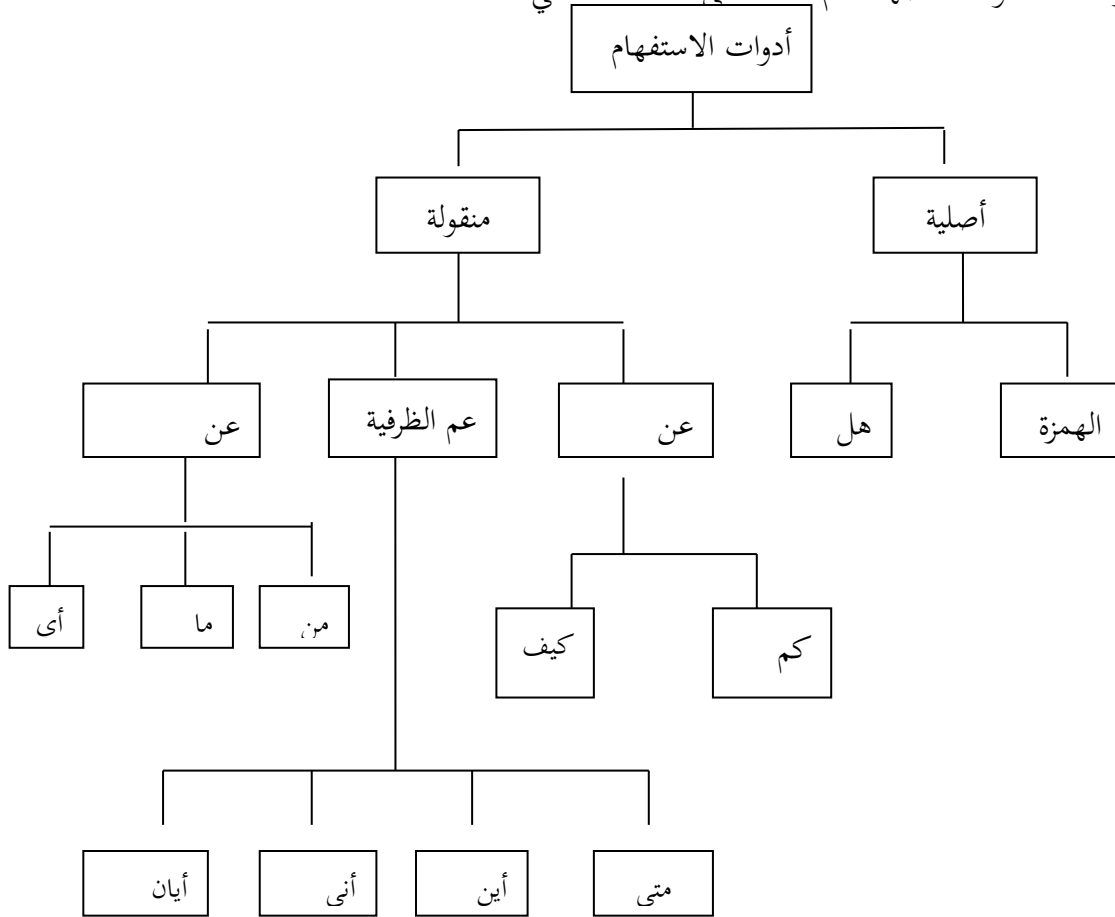 أدوات الاستفهام
أصلية
منقولة
الهمزة
هل
عن
عم الظرفية
عن
كم
كيف
من
ما
أى
متى
أين
أنى
أيان